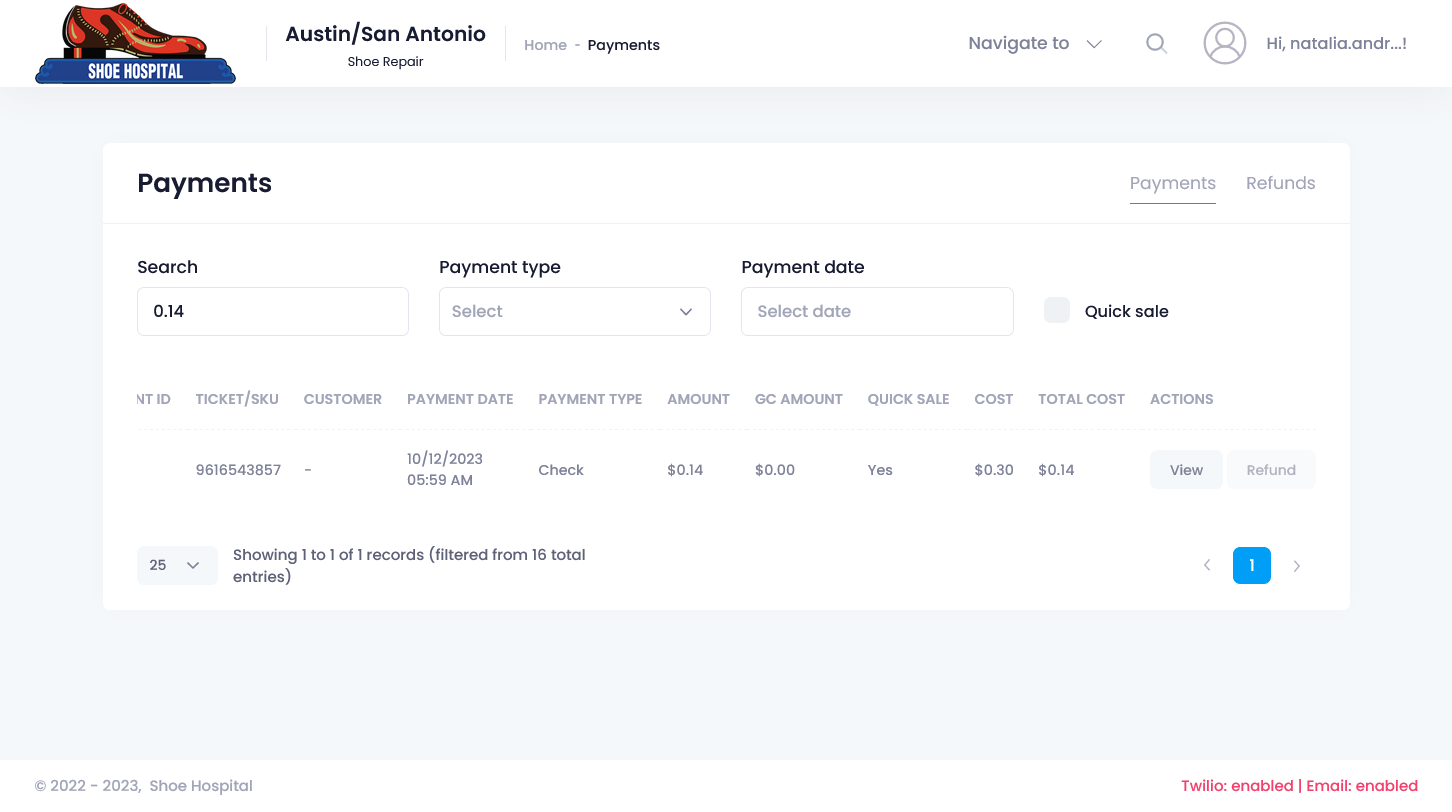 SHOE HOSPITAL
Austin/San Antonio
Shoe Repair
Home - Payments
Navigate to
Hi, natalia.andr...!
Payments
Payments Refunds
Search Payment type Payment date
0.14 Select Select date Quick sale
NT ID TICKET/SKU CUSTOMER PAYMENT DATE PAYMENT TYPE AMOUNT GC AMOUNT QUICK SALE COST TOTAL COST ACTIONS
9616543857 - 10/12/2023 05:59 AM Check $0.14 $0.00 Yes $0.30 $0.14 View Refund
25
Showing 1 to 1 of 1 records (filtered from 16 total
entries)
1
© 2022 - 2023, Shoe Hospital
Twilio: enabled | Email: enabled